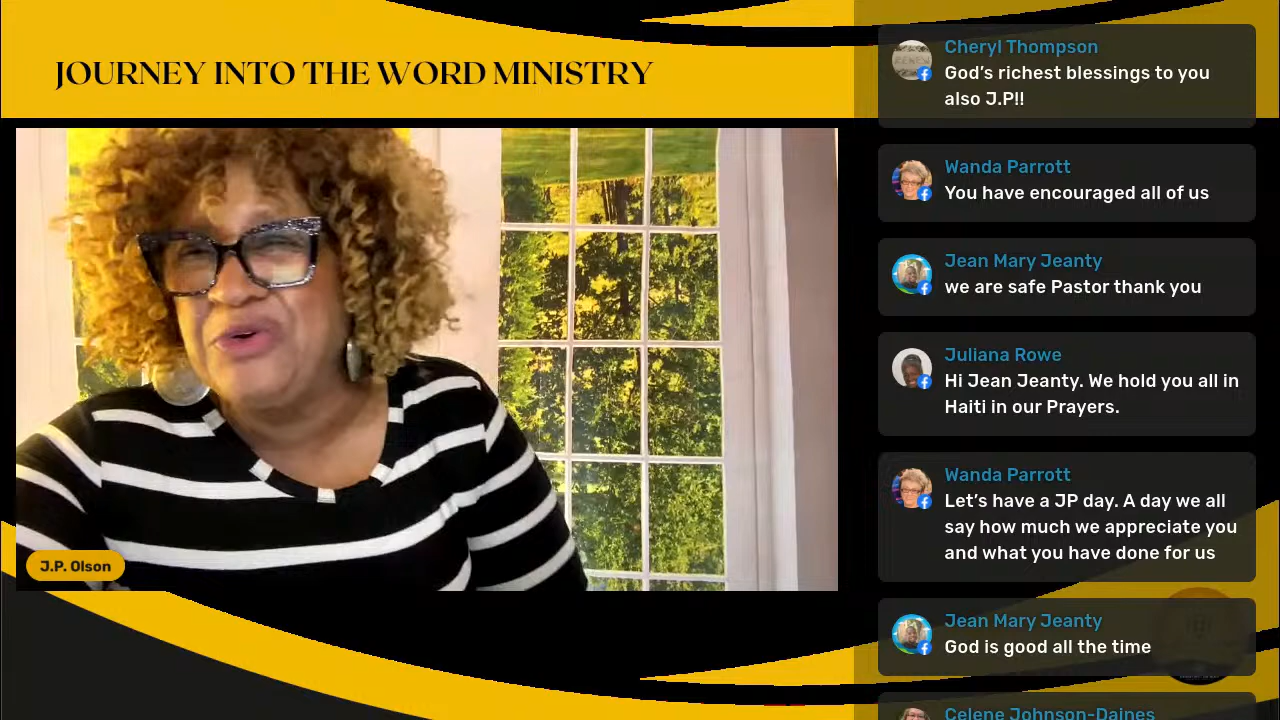 JOURNEY INTO THE WORD MINISTRY
J.P. Olson
Cheryl Thompson
God’s richest blessings to you
also J.P!!
Wanda Parrott
You have encouraged all of us
Jean Mary Jeanty
we are safe Pastor thank you
Juliana Rowe
Hi Jean Jeanty. We hold you all in
Haiti in our Prayers.
Wanda Parrott
Let’s have a JP day. A day we all
say how much we appreciate you
and what you have done for us
Jean Mary Jeanty
God is good all the time
Celene Johnson-Daines